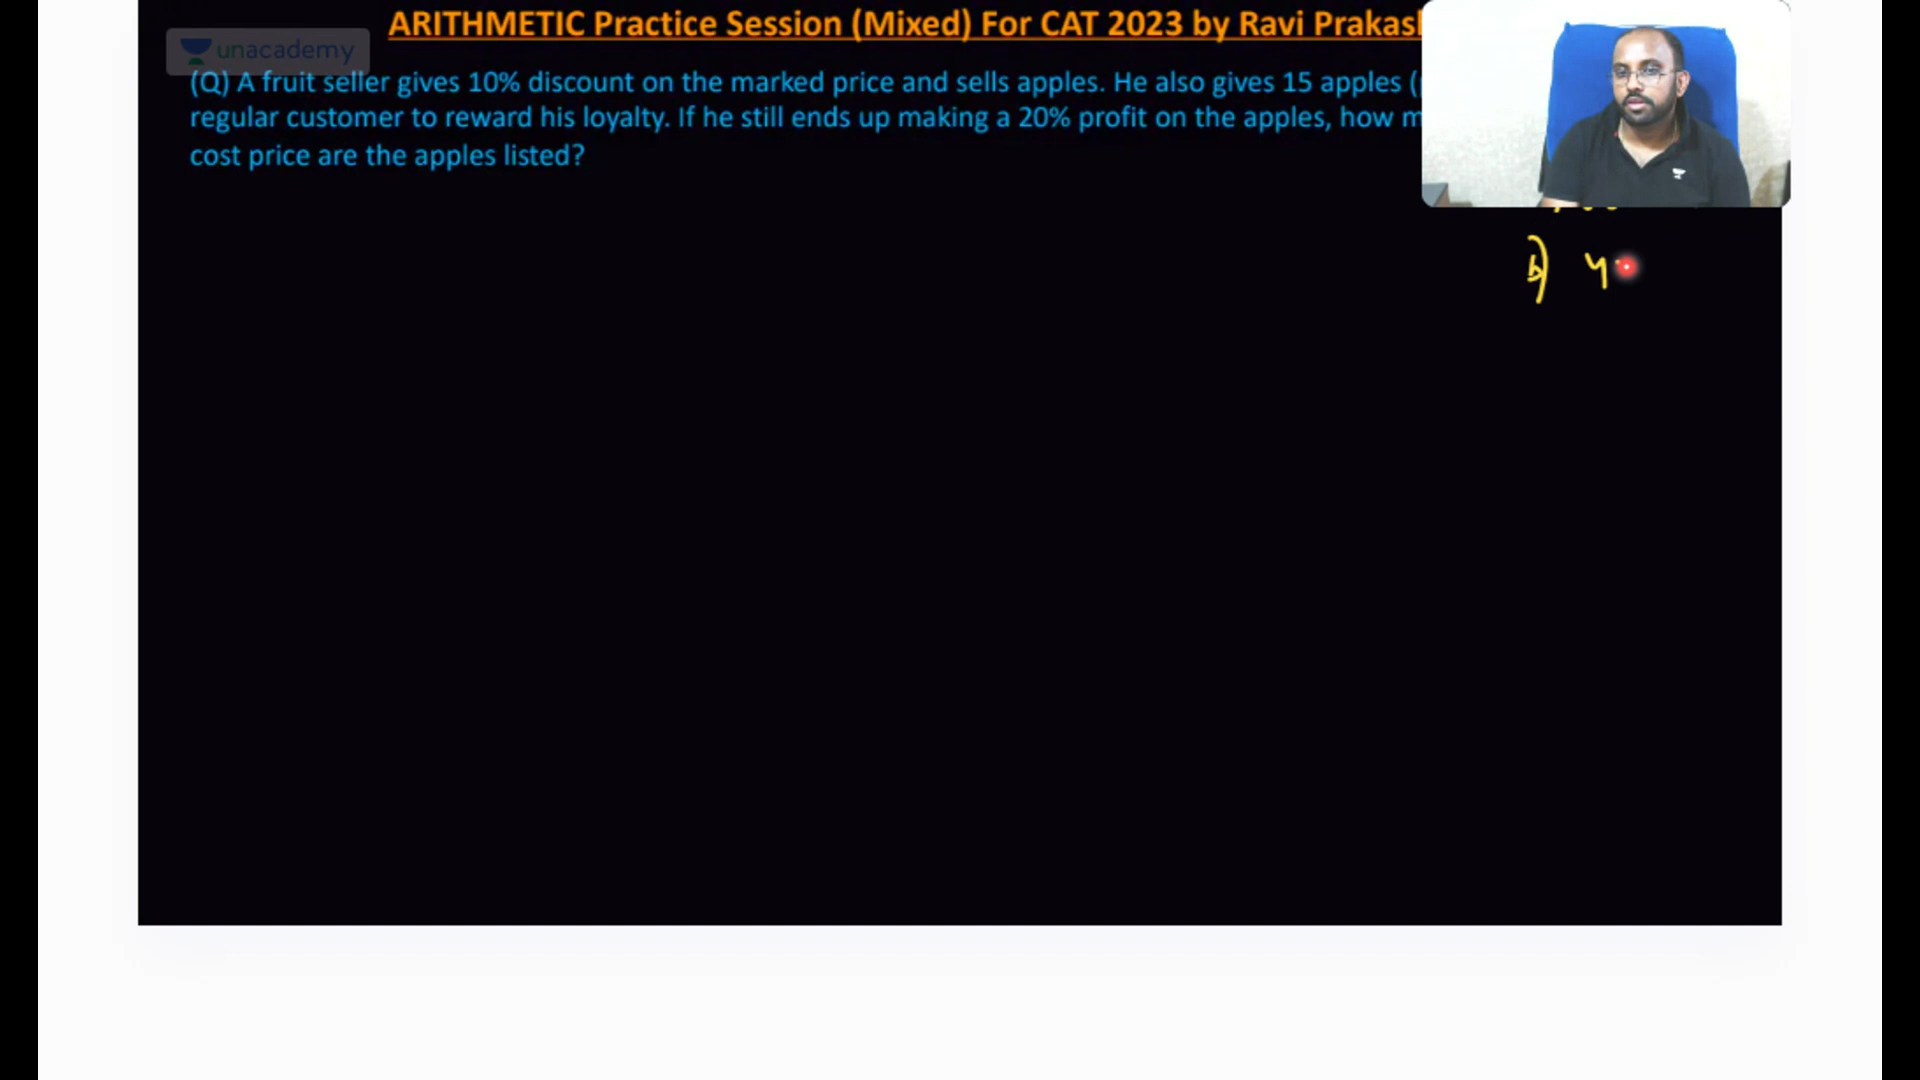 ARITHMETIC Practice Session (Mixed) For CAT 2023 by Ravi Prakash
unacademy
(Q) A fruit seller gives 10% discount on the marked price and sells apples. He also gives 15 apples (
regular customer to reward his loyalty. If he still ends up making a 20% profit on the apples, how m
cost price are the apples listed?
b) 4